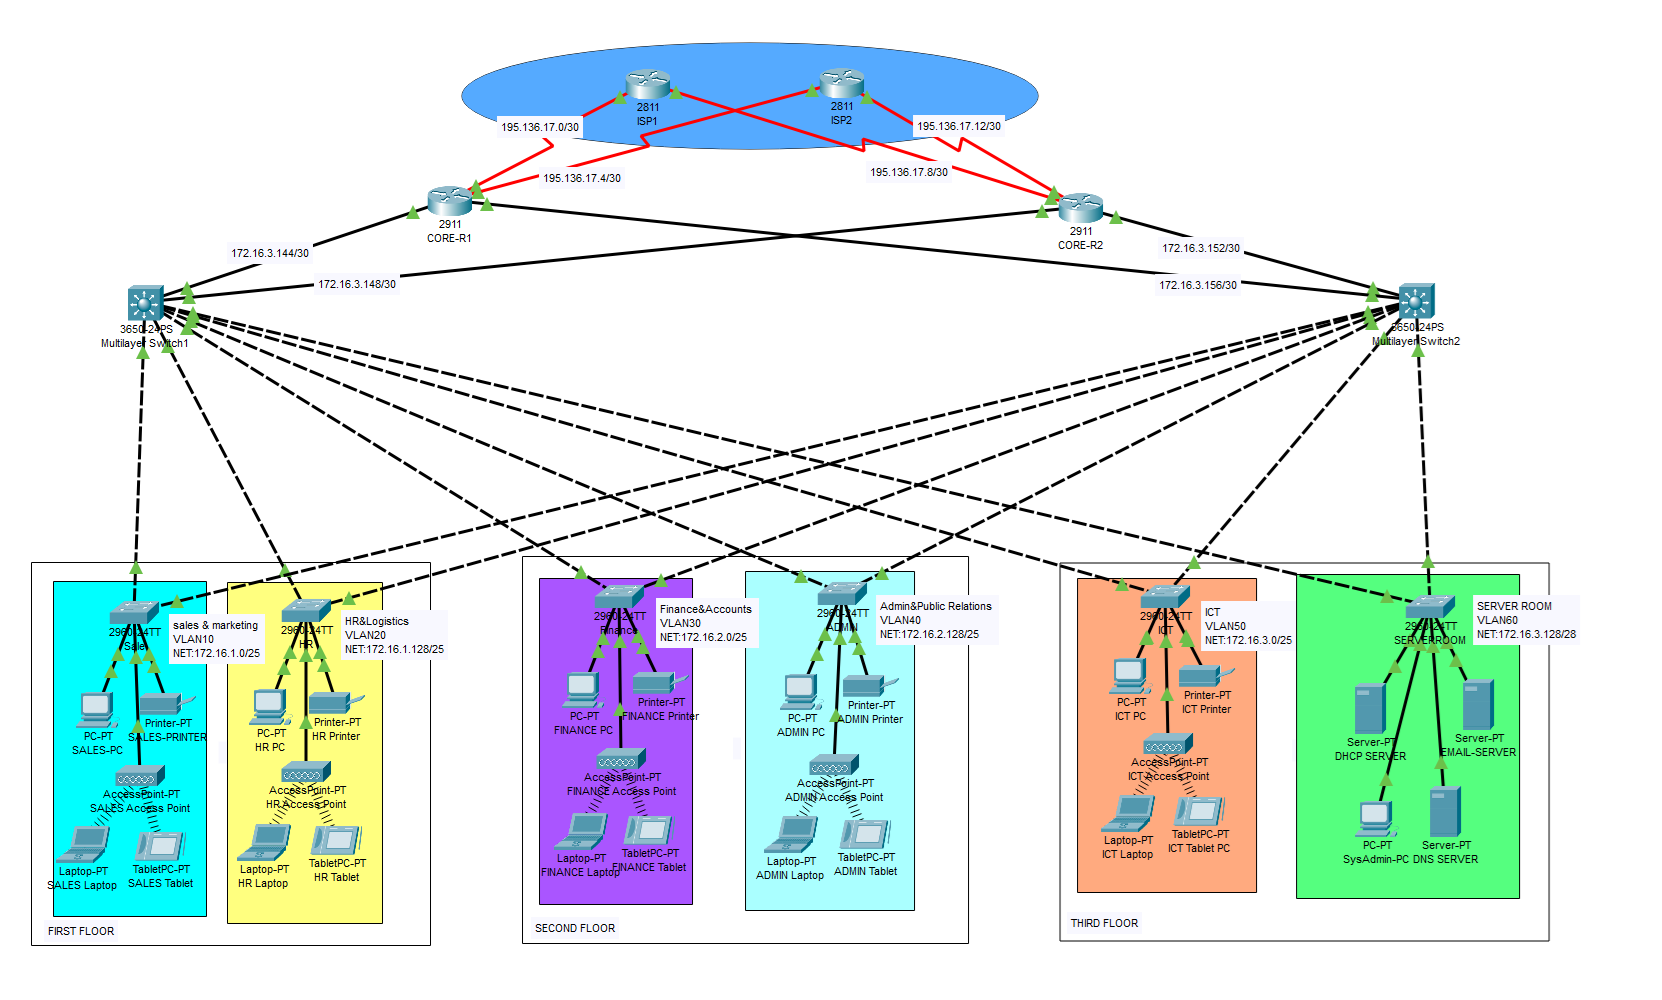 2811
ISP1
2811
ISP2
195.136.17.0/30
195.136.17.12/30
195.136.17.4/30
195.136.17.8/30
2911
CORE-R1
2911
CORE-R2
172.16.3.144/30
172.16.3.152/30
172.16.3.148/30
172.16.3.156/30
3650-24PS
Multilayer Switch1
3650-24PS
Multilayer Switch2
2960-24TT
Sales
sales & marketing
VLAN10
NET:172.16.1.0/25
PC-PT
SALES-PC
Printer-PT
SALES-PRINTER
AccessPoint-PT
SALES Access Point
Laptop-PT
SALES Laptop
TabletPC-PT
SALES Tablet
2960-24TT
HR
HR&Logistics
VLAN20
NET:172.16.1.128/25
PC-PT
HR PC
Printer-PT
HR Printer
AccessPoint-PT
HR Access Point
Laptop-PT
HR Laptop
TabletPC-PT
HR Tablet
FIRST FLOOR
2960-24TT
Finance
Finance&Accounts
VLAN30
NET:172.16.2.0/25
PC-PT
FINANCE PC
Printer-PT
FINANCE Printer
AccessPoint-PT
FINANCE Access Point
Laptop-PT
FINANCE Laptop
TabletPC-PT
FINANCE Tablet
2960-24TT
ADMIN
Admin&Public Relations
VLAN40
NET:172.16.2.128/25
PC-PT
ADMIN PC
Printer-PT
ADMIN Printer
AccessPoint-PT
ADMIN Access Point
Laptop-PT
ADMIN Laptop
TabletPC-PT
ADMIN Tablet
SECOND FLOOR
2960-24TT
ICT
ICT
VLAN50
NET:172.16.3.0/25
PC-PT
ICT PC
Printer-PT
ICT Printer
AccessPoint-PT
ICT Access Point
Laptop-PT
ICT Laptop
TabletPC-PT
ICT Tablet PC
2960-24TT
SERVERROOM
SERVER ROOM
VLAN60
NET:172.16.3.128/28
Server-PT
DHCP SERVER
Server-PT
EMAIL-SERVER
PC-PT
SysAdmin-PC
Server-PT
DNS SERVER
THIRD FLOOR